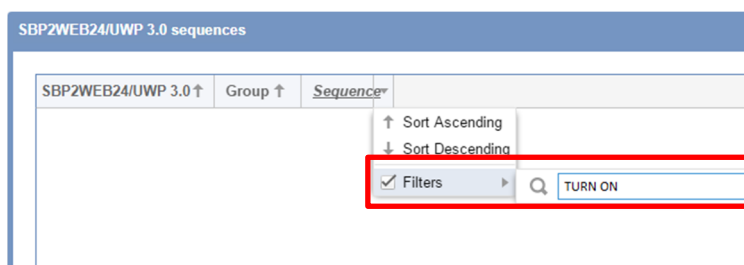 SBP2WEB24/UWP 3.0 sequences
SBP2WEB24/UWP 3.0 Group Sequence
Sort Ascending
Sort Descending
Filters TURN ON